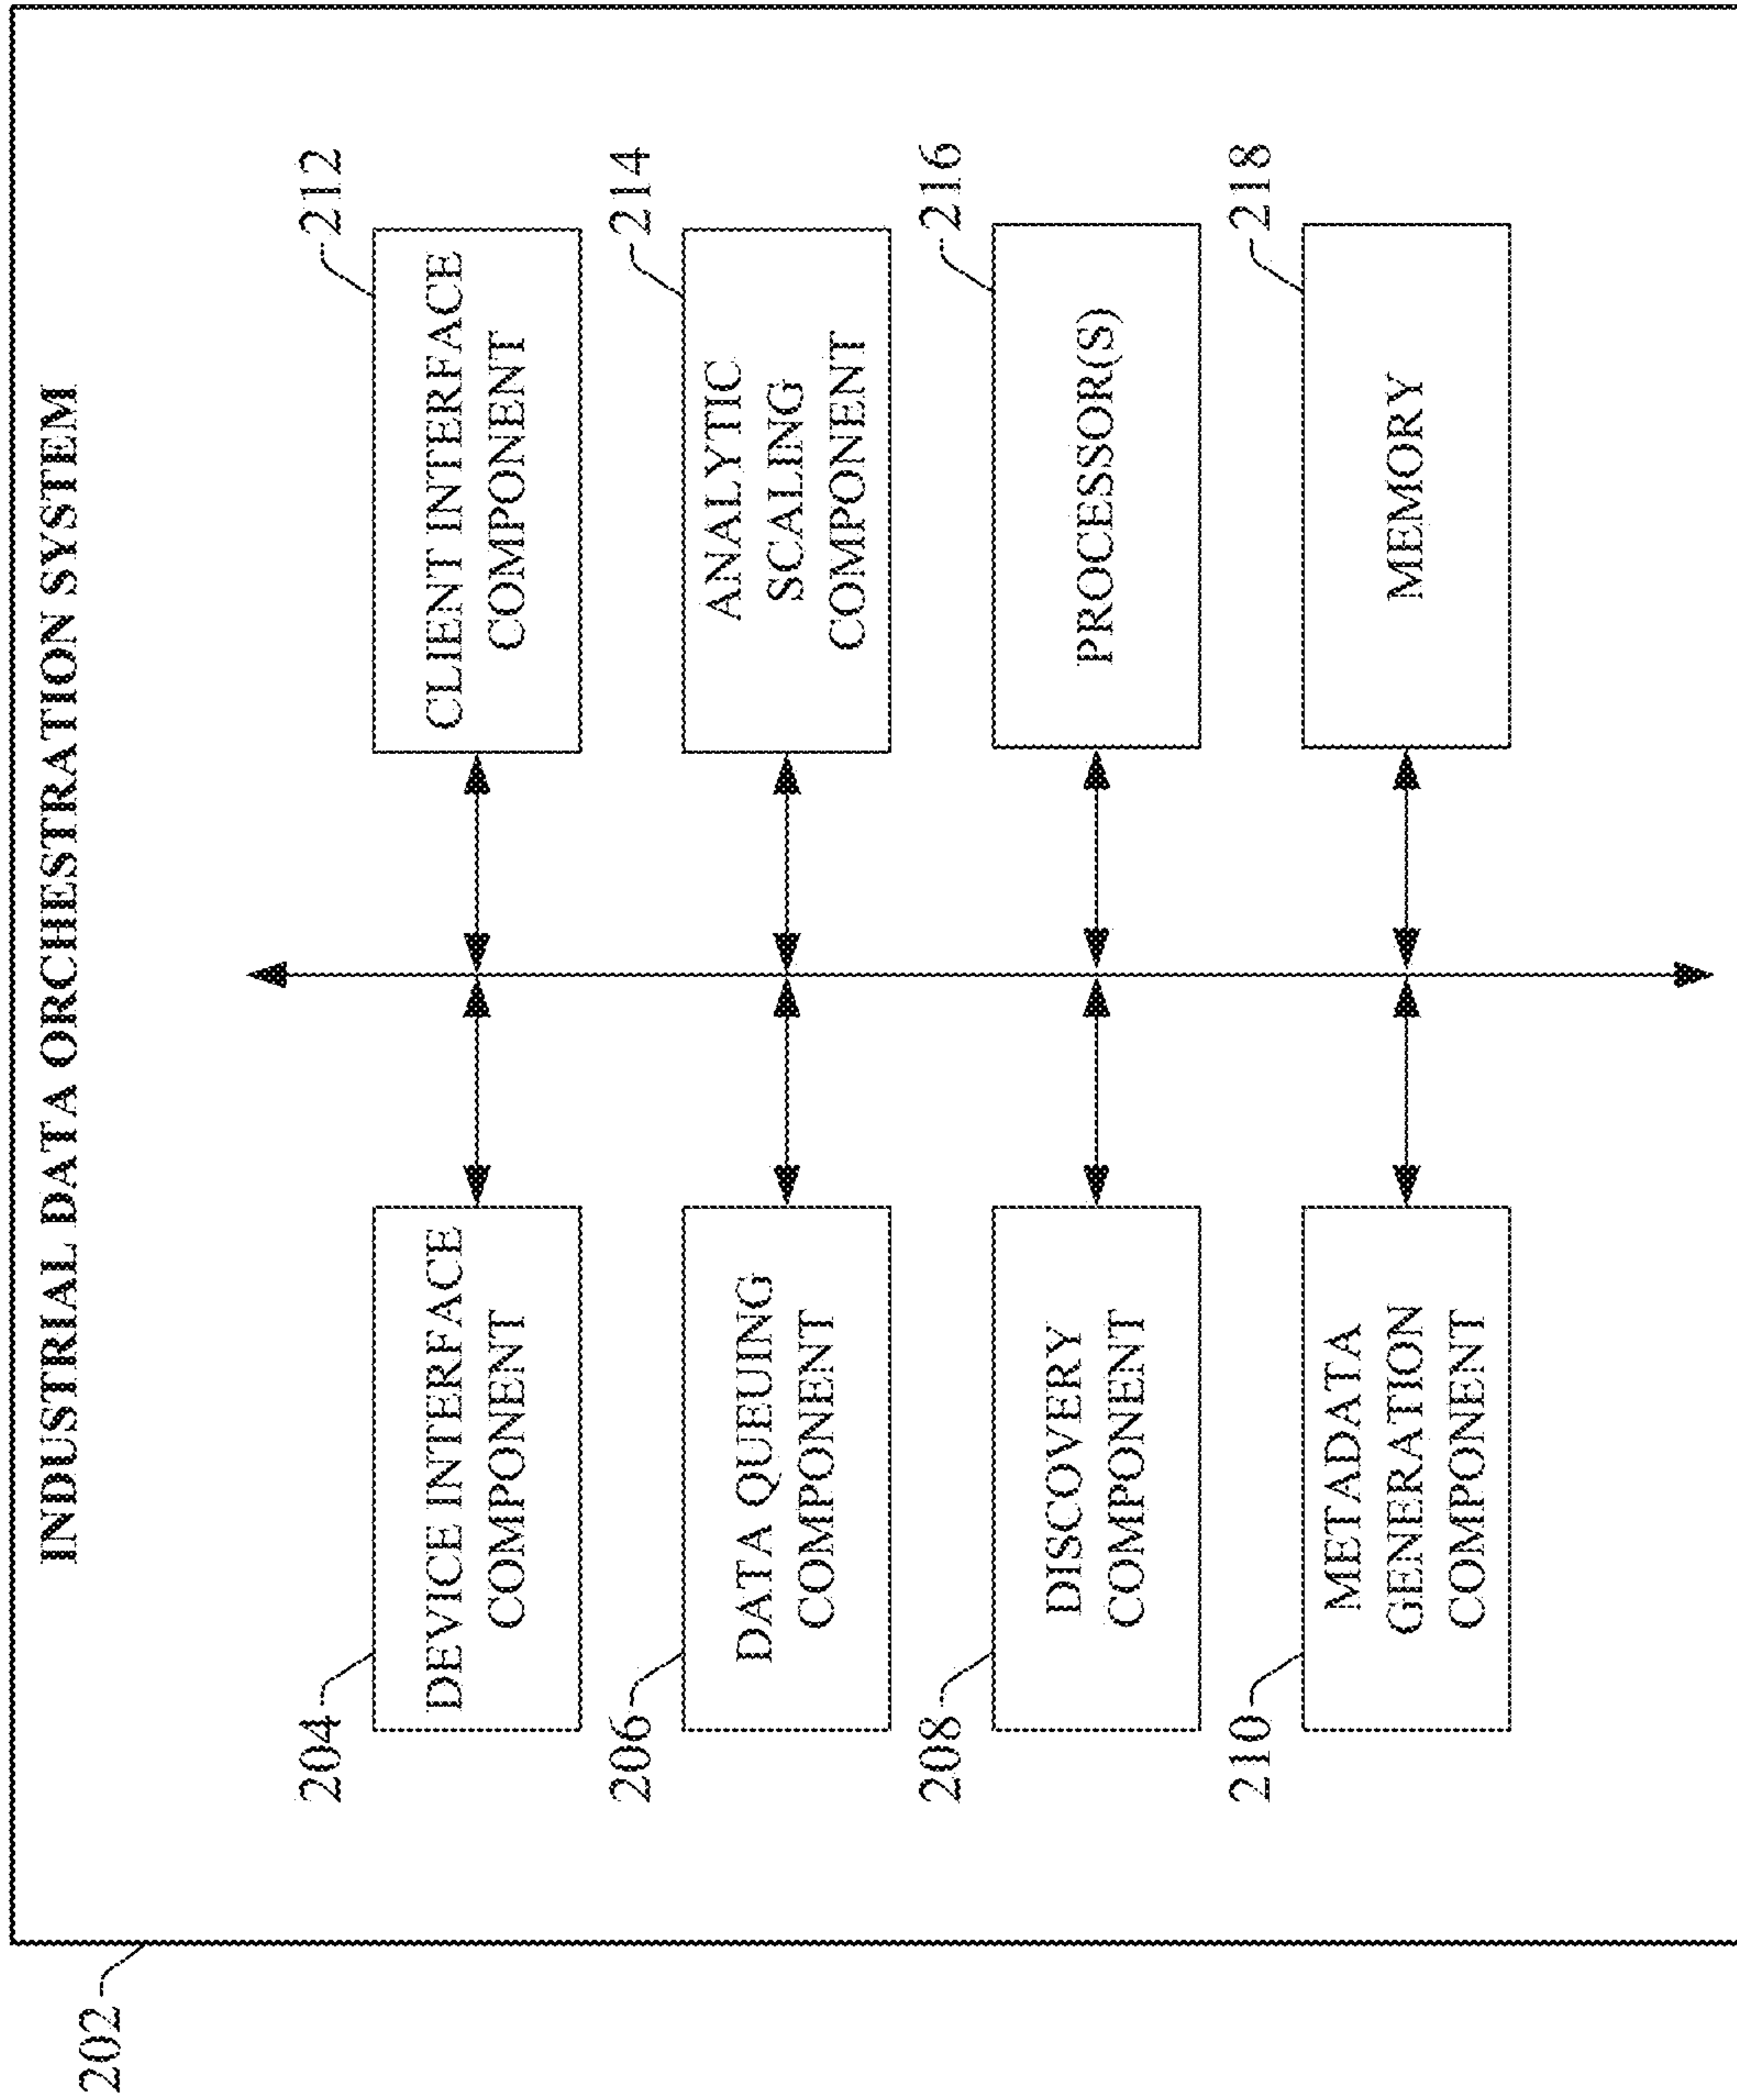 INDUSTRIAL DATA ORCHESTRATION SYSTEM
202
204
DEVICE INTERFACE
COMPONENT
206
DATA QUEUING
COMPONENT
208
DISCOVERY
COMPONENT
210
METADATA
GENERATION
COMPONENT
212
CLIENT INTERFACE
COMPONENT
214
ANALYTIC
SCALING
COMPONENT
216
PROCESSOR(S)
218
MEMORY